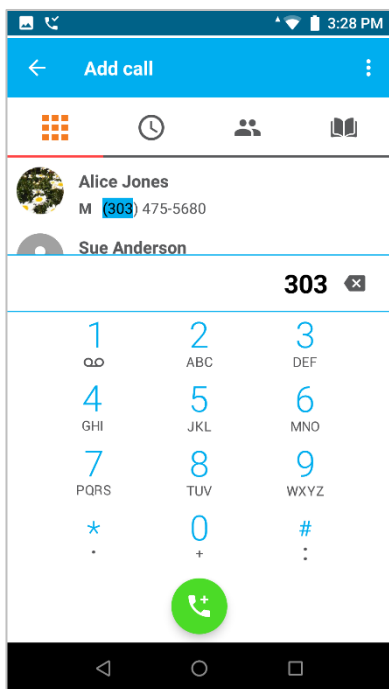 3:28 PM
Add call
Alice Jones
M (303) 475-5680
Sue Anderson
303
1 2 3
ABC DEF
4 5 6
GHI JKL MNO
7 8 9
PQRS TUV WXYZ
* 0 #
+